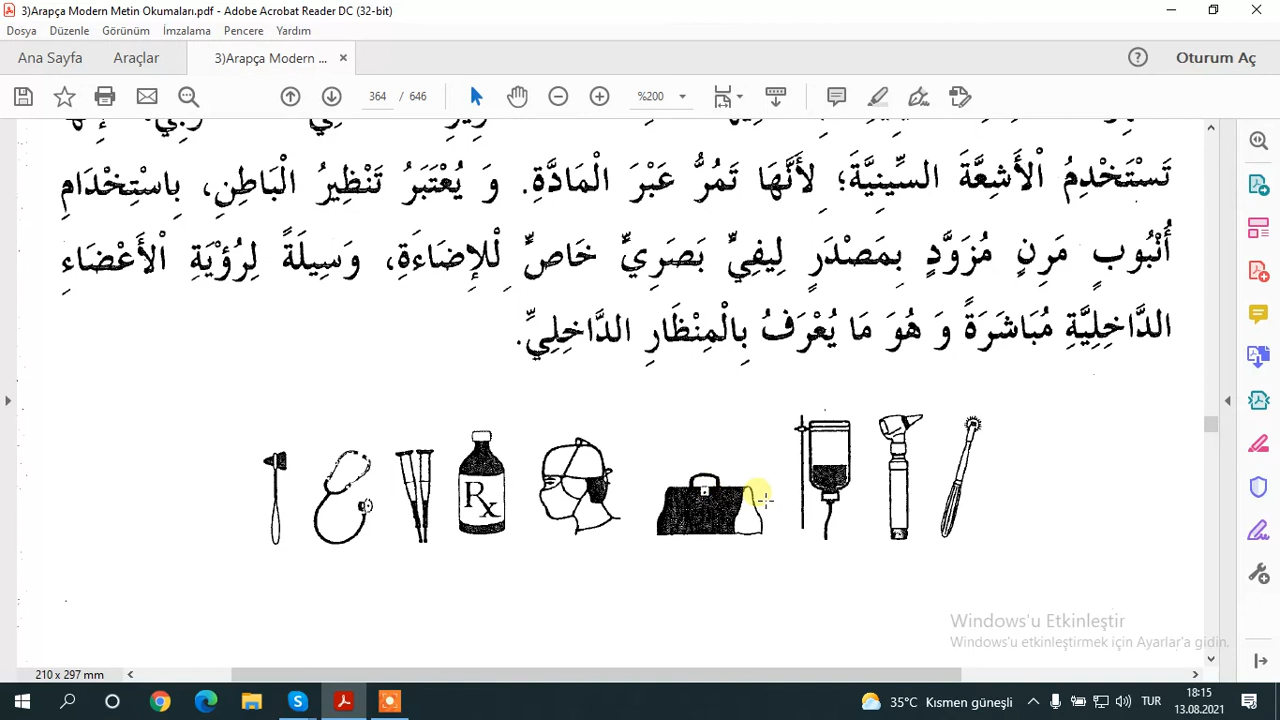 3)Arapça Modern Metin Okumaları.pdf - Adobe Acrobat Reader DC (32-bit)
Dosya Düzenle Görünüm İmzalama Pencere Yardım
Ana Sayfa Araçlar 3)Arapça Modern ... Oturum Aç
364 / 646 %200
تَسْتَخْدِمُ الْأَشِعَّةَ السِّينِيَّةَ؛ لِأَنَّهَا تَمُرُّ عَبْرَ الْمَادَّةِ. وَ يُعْتَبَرُ تَنْظِيرُ الْبَاطِنِ، بِاسْتِخْدَامِ
أُنْبُوبٍ مَرِنٍ مُزَوَّدٍ بِمَصْدَرٍ لِيفِيٍّ بَصَرِيٍّ خَاصٍّ لْلإِضَاءَةِ، وَسِيلَةً لِرُؤْيَةِ الْأَعْضَاءِ
الدَّاخِلِيَّةِ مُبَاشَرَةً وَ هُوَ مَا يُعْرَفُ بِالْمِنْظَارِ الدَّاخِلِيِّ.
Rx
Windows'u Etkinleştir
Windows'u etkinleştirmek için Ayarlar'a gidin.
210 x 297 mm
35°C Kısmen güneşli TUR 18:15
13.08.2021